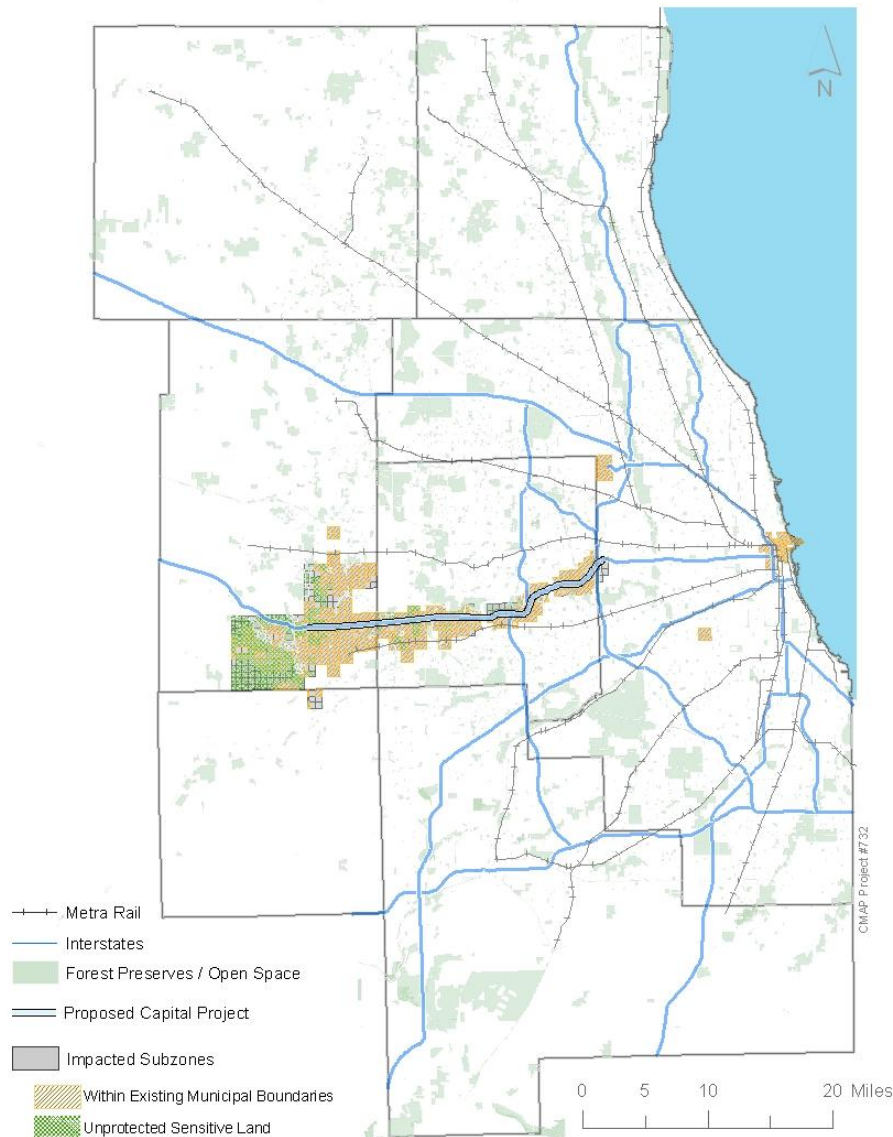 N
CMAP Project #732
Metra Rail
Interstates
Forest Preserves / Open Space
Proposed Capital Project
Impacted Subzones
Within Existing Municipal Boundaries
Unprotected Sensitive Land
0 5 10 20 Miles